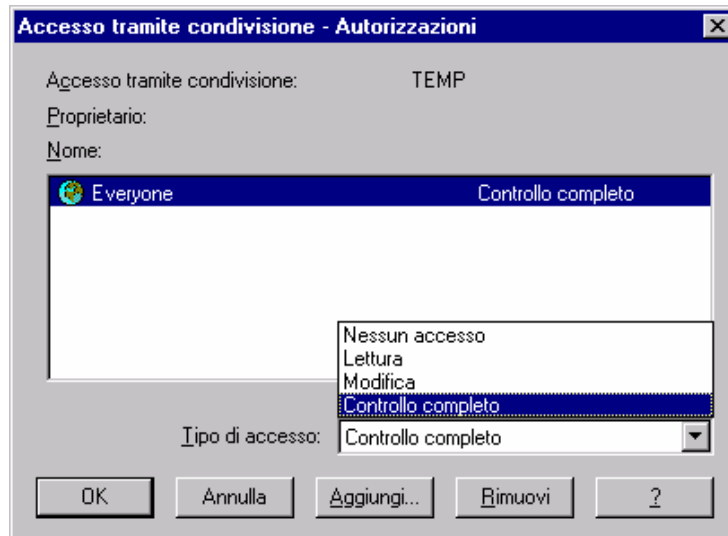 Accesso tramite condivisione - Autorizzazioni
Accesso tramite condivisione: TEMP
Proprietario:
Nome:
Everyone Controllo completo
Nessun accesso
Lettura
Modifica
Controllo completo
Tipo di accesso: Controllo completo
OK Annulla Aggiungi... Rimuovi ?